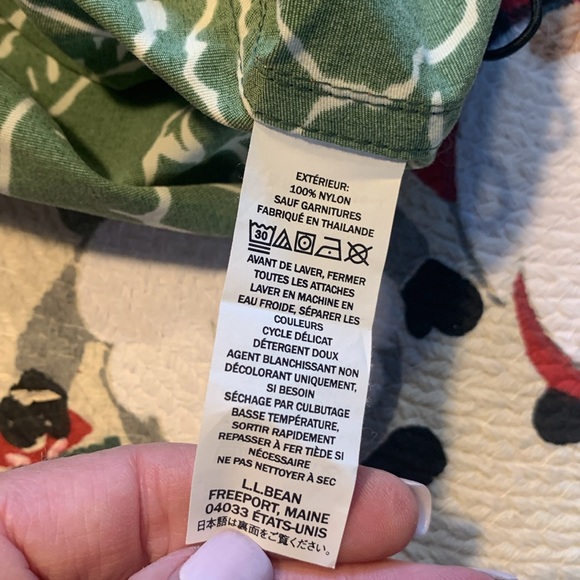 EXTÉRIEUR:
100% NYLON
SAUF GARNITURES
FABRIQUÉ EN THAILANDE
30
AVANT DE LAVER, FERMER
TOUTES LES ATTACHES
LAVER EN MACHINE EN
EAU FROIDE, SÉPARER LES
COULEURS
CYCLE DÉLICAT
DÉTERGENT DOUX
AGENT BLANCHISSANT NON
DÉCOLORANT UNIQUEMENT,
SI BESOIN
SÉCHAGE PAR CULBUTAGE
BASSE TEMPÉRATURE,
SORTIR RAPIDEMENT
REPASSER À FER TIÈDE SI
NÉCESSAIRE
NE PAS NETTOYER À SEC
L.L.BEAN
FREEPORT, MAINE
04033 ÉTATS-UNIS
日本語は裏面をご覧ください。